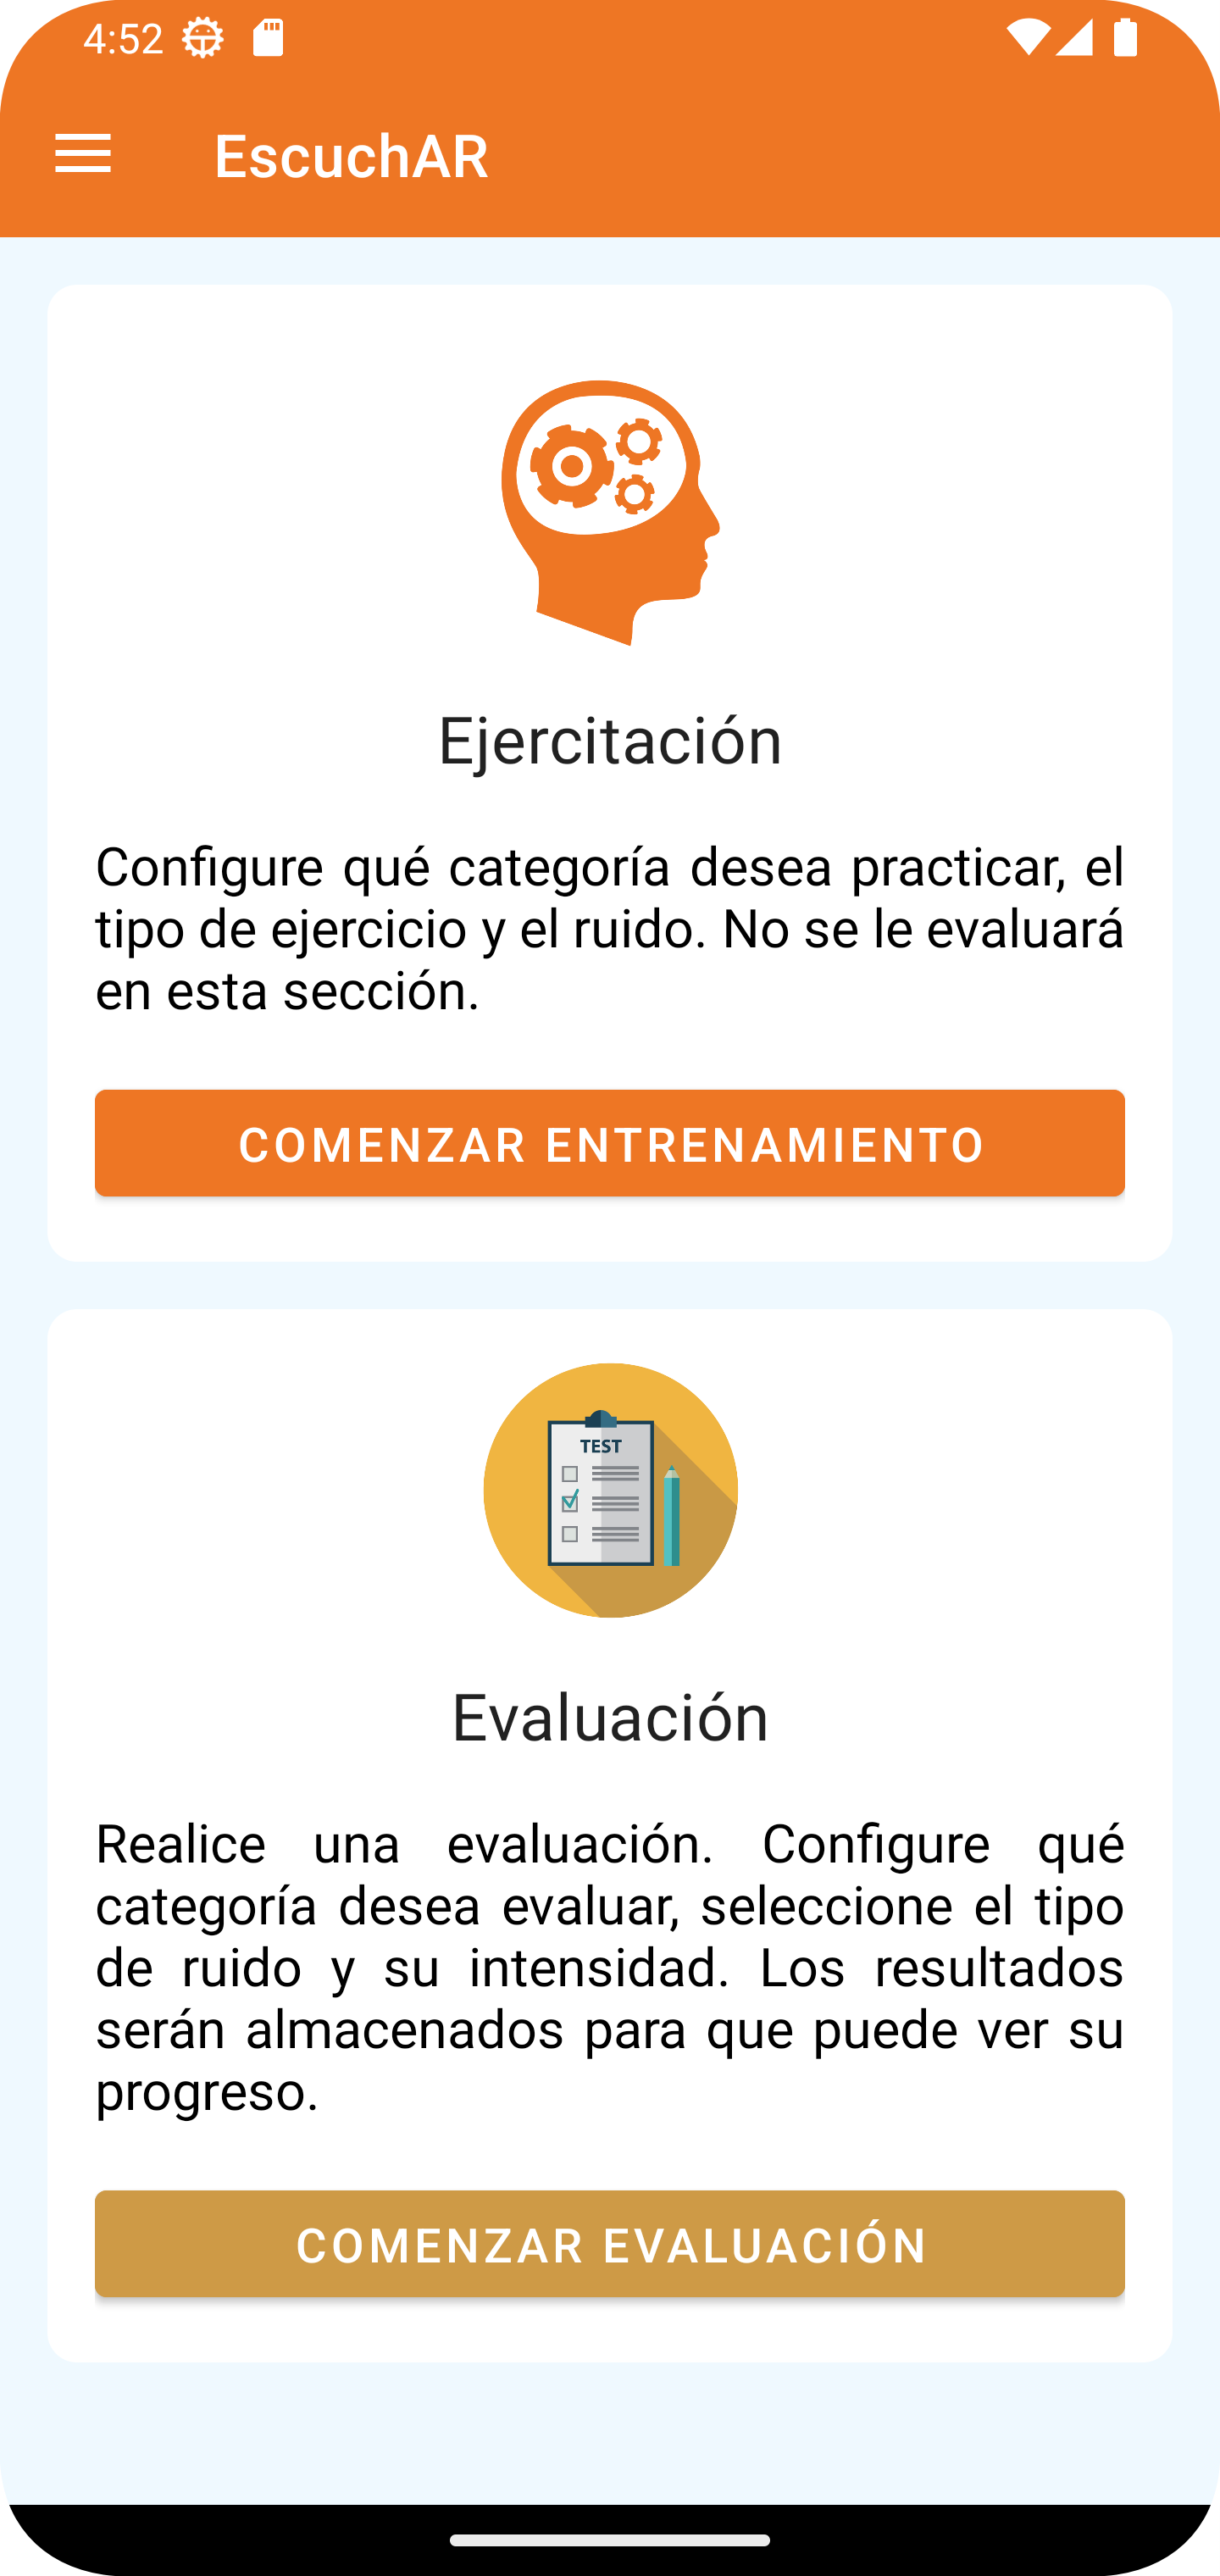 4:52
EscuchAR
Ejercitación
Configure qué categoría desea practicar, el
tipo de ejercicio y el ruido. No se le evaluará
en esta sección.
COMENZAR ENTRENAMIENTO
TEST
Evaluación
Realice una evaluación. Configure qué
categoría desea evaluar, seleccione el tipo
de ruido y su intensidad. Los resultados
serán almacenados para que puede ver su
progreso.
COMENZAR EVALUACIÓN